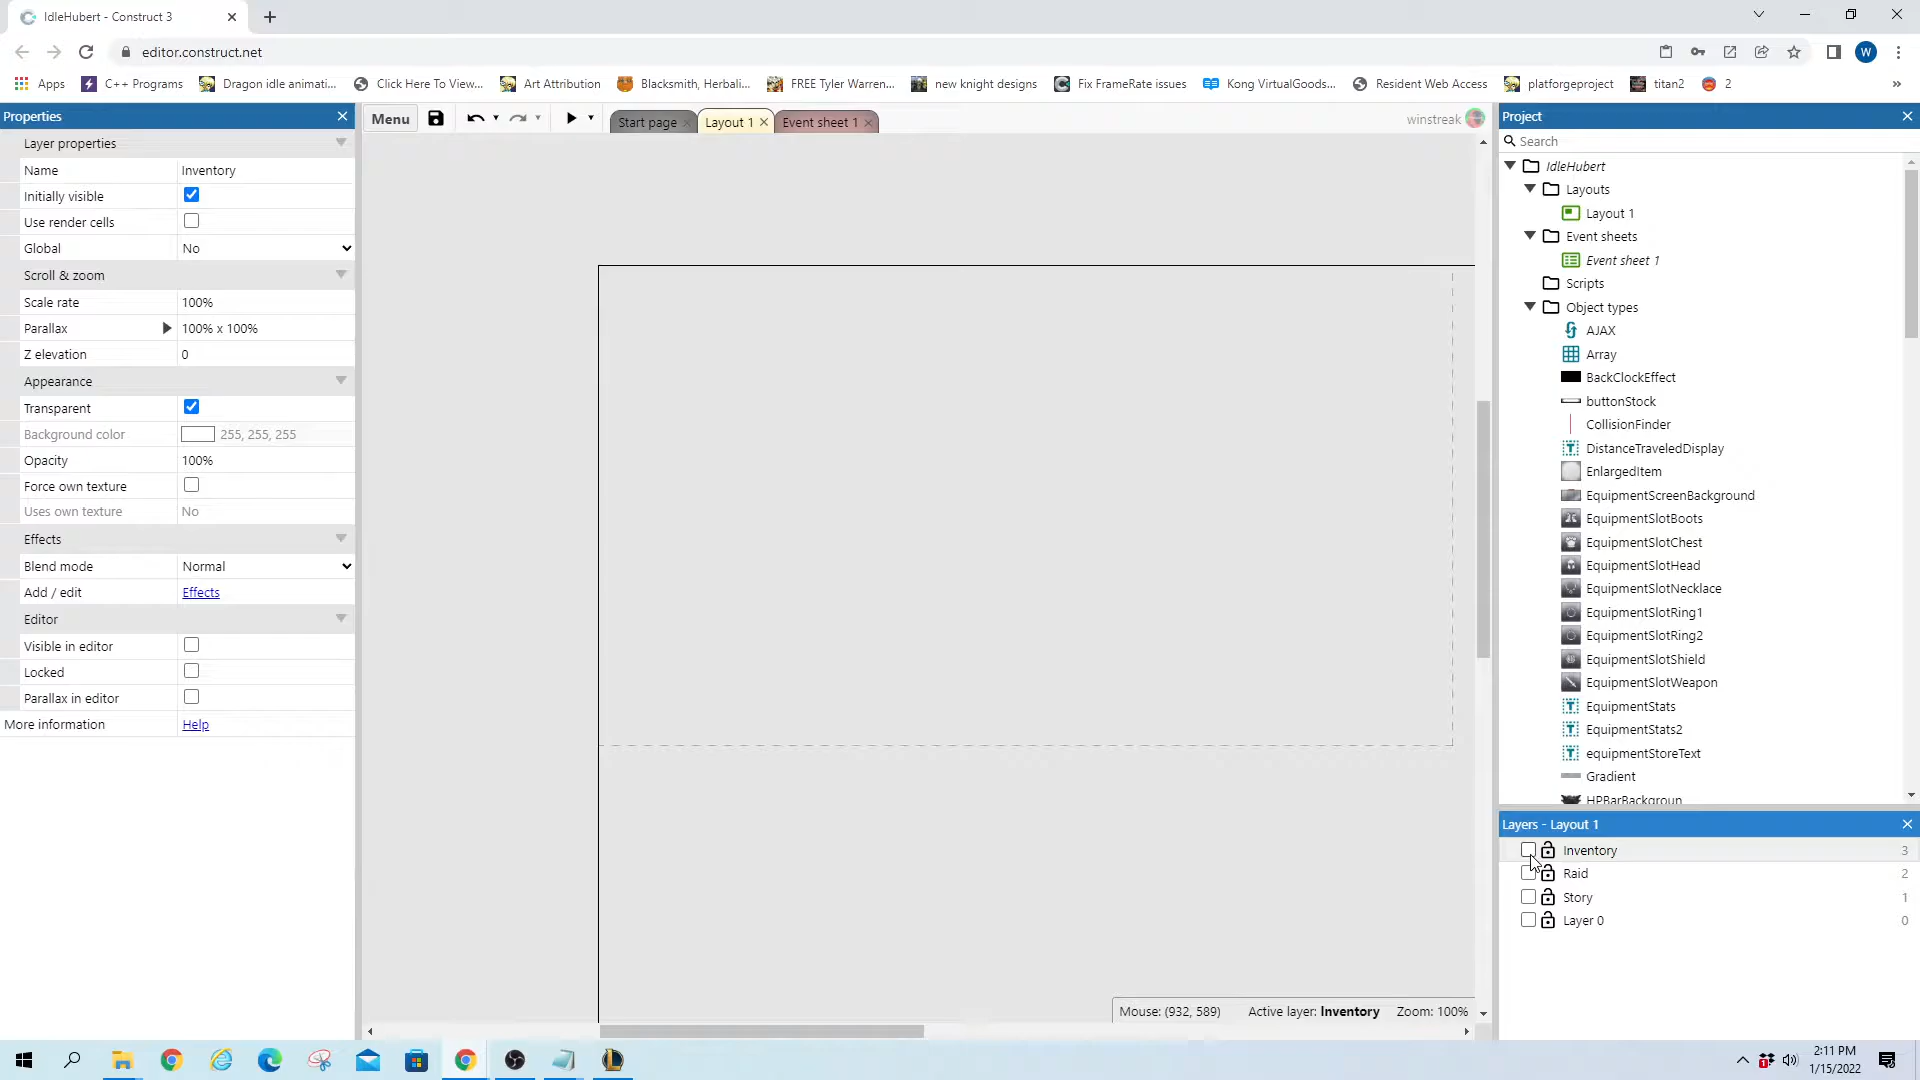 IdleHubert - Construct 3
editor.construct.net
W
Apps
C++ Programs
Dragon idle animati...
Click Here To View...
Art Attribution
Blacksmith, Herbali...
FREE Tyler Warren...
new knight designs
Fix FrameRate issues
Kong VirtualGoods...
Resident Web Access
platforgeproject
titan2
2
»
Properties
Layer properties
Name Inventory
Initially visible
Use render cells
Global No
Scroll & zoom
Scale rate 100%
Parallax 100% x 100%
Z elevation 0
Appearance
Transparent
Background color 255, 255, 255
Opacity 100%
Force own texture
Uses own texture No
Effects
Blend mode Normal
Add / edit Effects
Editor
Visible in editor
Locked
Parallax in editor
More information Help
Menu
Start page
Layout 1
Event sheet 1
winstreak
Mouse: (932, 589) Active layer: Inventory Zoom: 100%
Project
Search
IdleHubert
Layouts
Layout 1
Event sheets
Event sheet 1
Scripts
Object types
AJAX
Array
BackClockEffect
buttonStock
CollisionFinder
DistanceTraveledDisplay
EnlargedItem
EquipmentScreenBackground
EquipmentSlotBoots
EquipmentSlotChest
EquipmentSlotHead
EquipmentSlotNecklace
EquipmentSlotRing1
EquipmentSlotRing2
EquipmentSlotShield
EquipmentSlotWeapon
EquipmentStats
EquipmentStats2
equipmentStoreText
Gradient
HPBarBackgroun
Layers - Layout 1
Inventory 3
Raid 2
Story 1
Layer 0 0
2:11 PM
1/15/2022